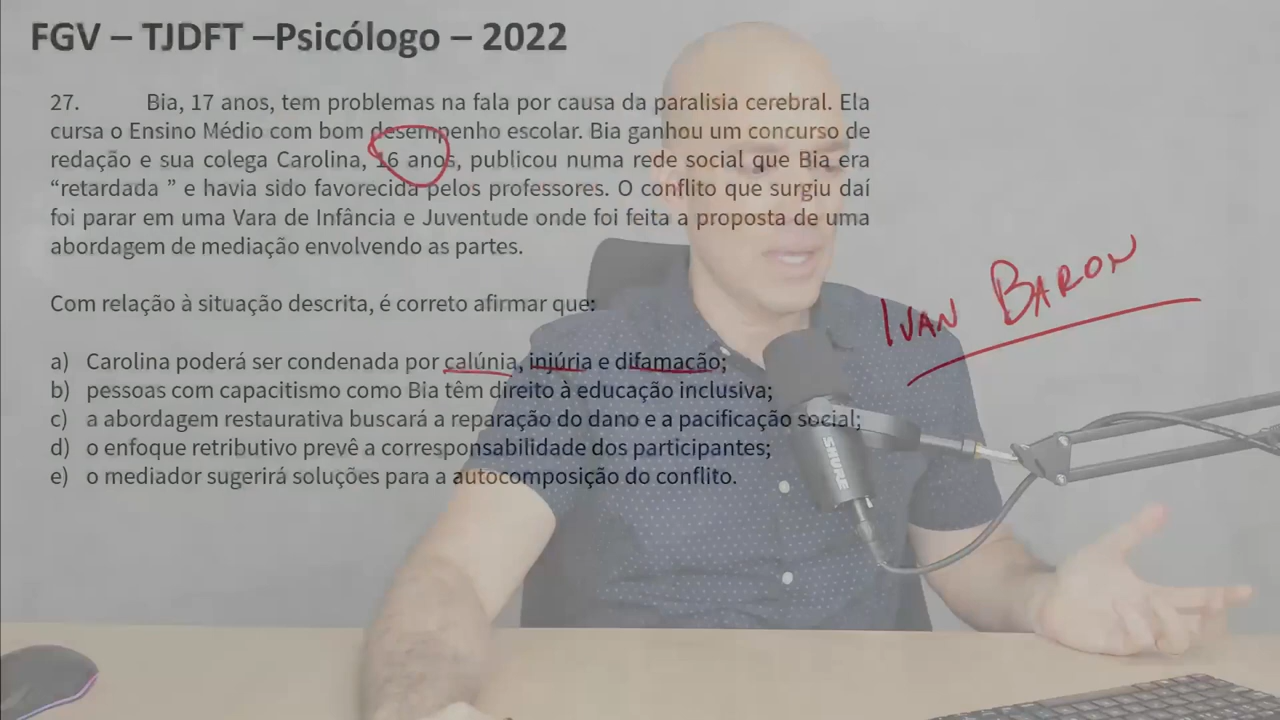 FGV – TJDFT –Psicólogo – 2022
27. Bia, 17 anos, tem problemas na fala por causa da paralisia cerebral. Ela
cursa o Ensino Médio com bom desempenho escolar. Bia ganhou um concurso de
redação e sua colega Carolina, 16 anos, publicou numa rede social que Bia era
“retardada ” e havia sido favorecida pelos professores. O conflito que surgiu daí
foi parar em uma Vara de Infância e Juventude onde foi feita a proposta de uma
abordagem de mediação envolvendo as partes.
IVAN BARON
Com relação à situação descrita, é correto afirmar que:
a) Carolina poderá ser condenada por calúnia, injúria e difamação;
b) pessoas com capacitismo como Bia têm direito à educação inclusiva;
c) a abordagem restaurativa buscará a reparação do dano e a pacificação social;
d) o enfoque retributivo prevê a corresponsabilidade dos participantes;
e) o mediador sugerirá soluções para a autocomposição do conflito.
SHURE